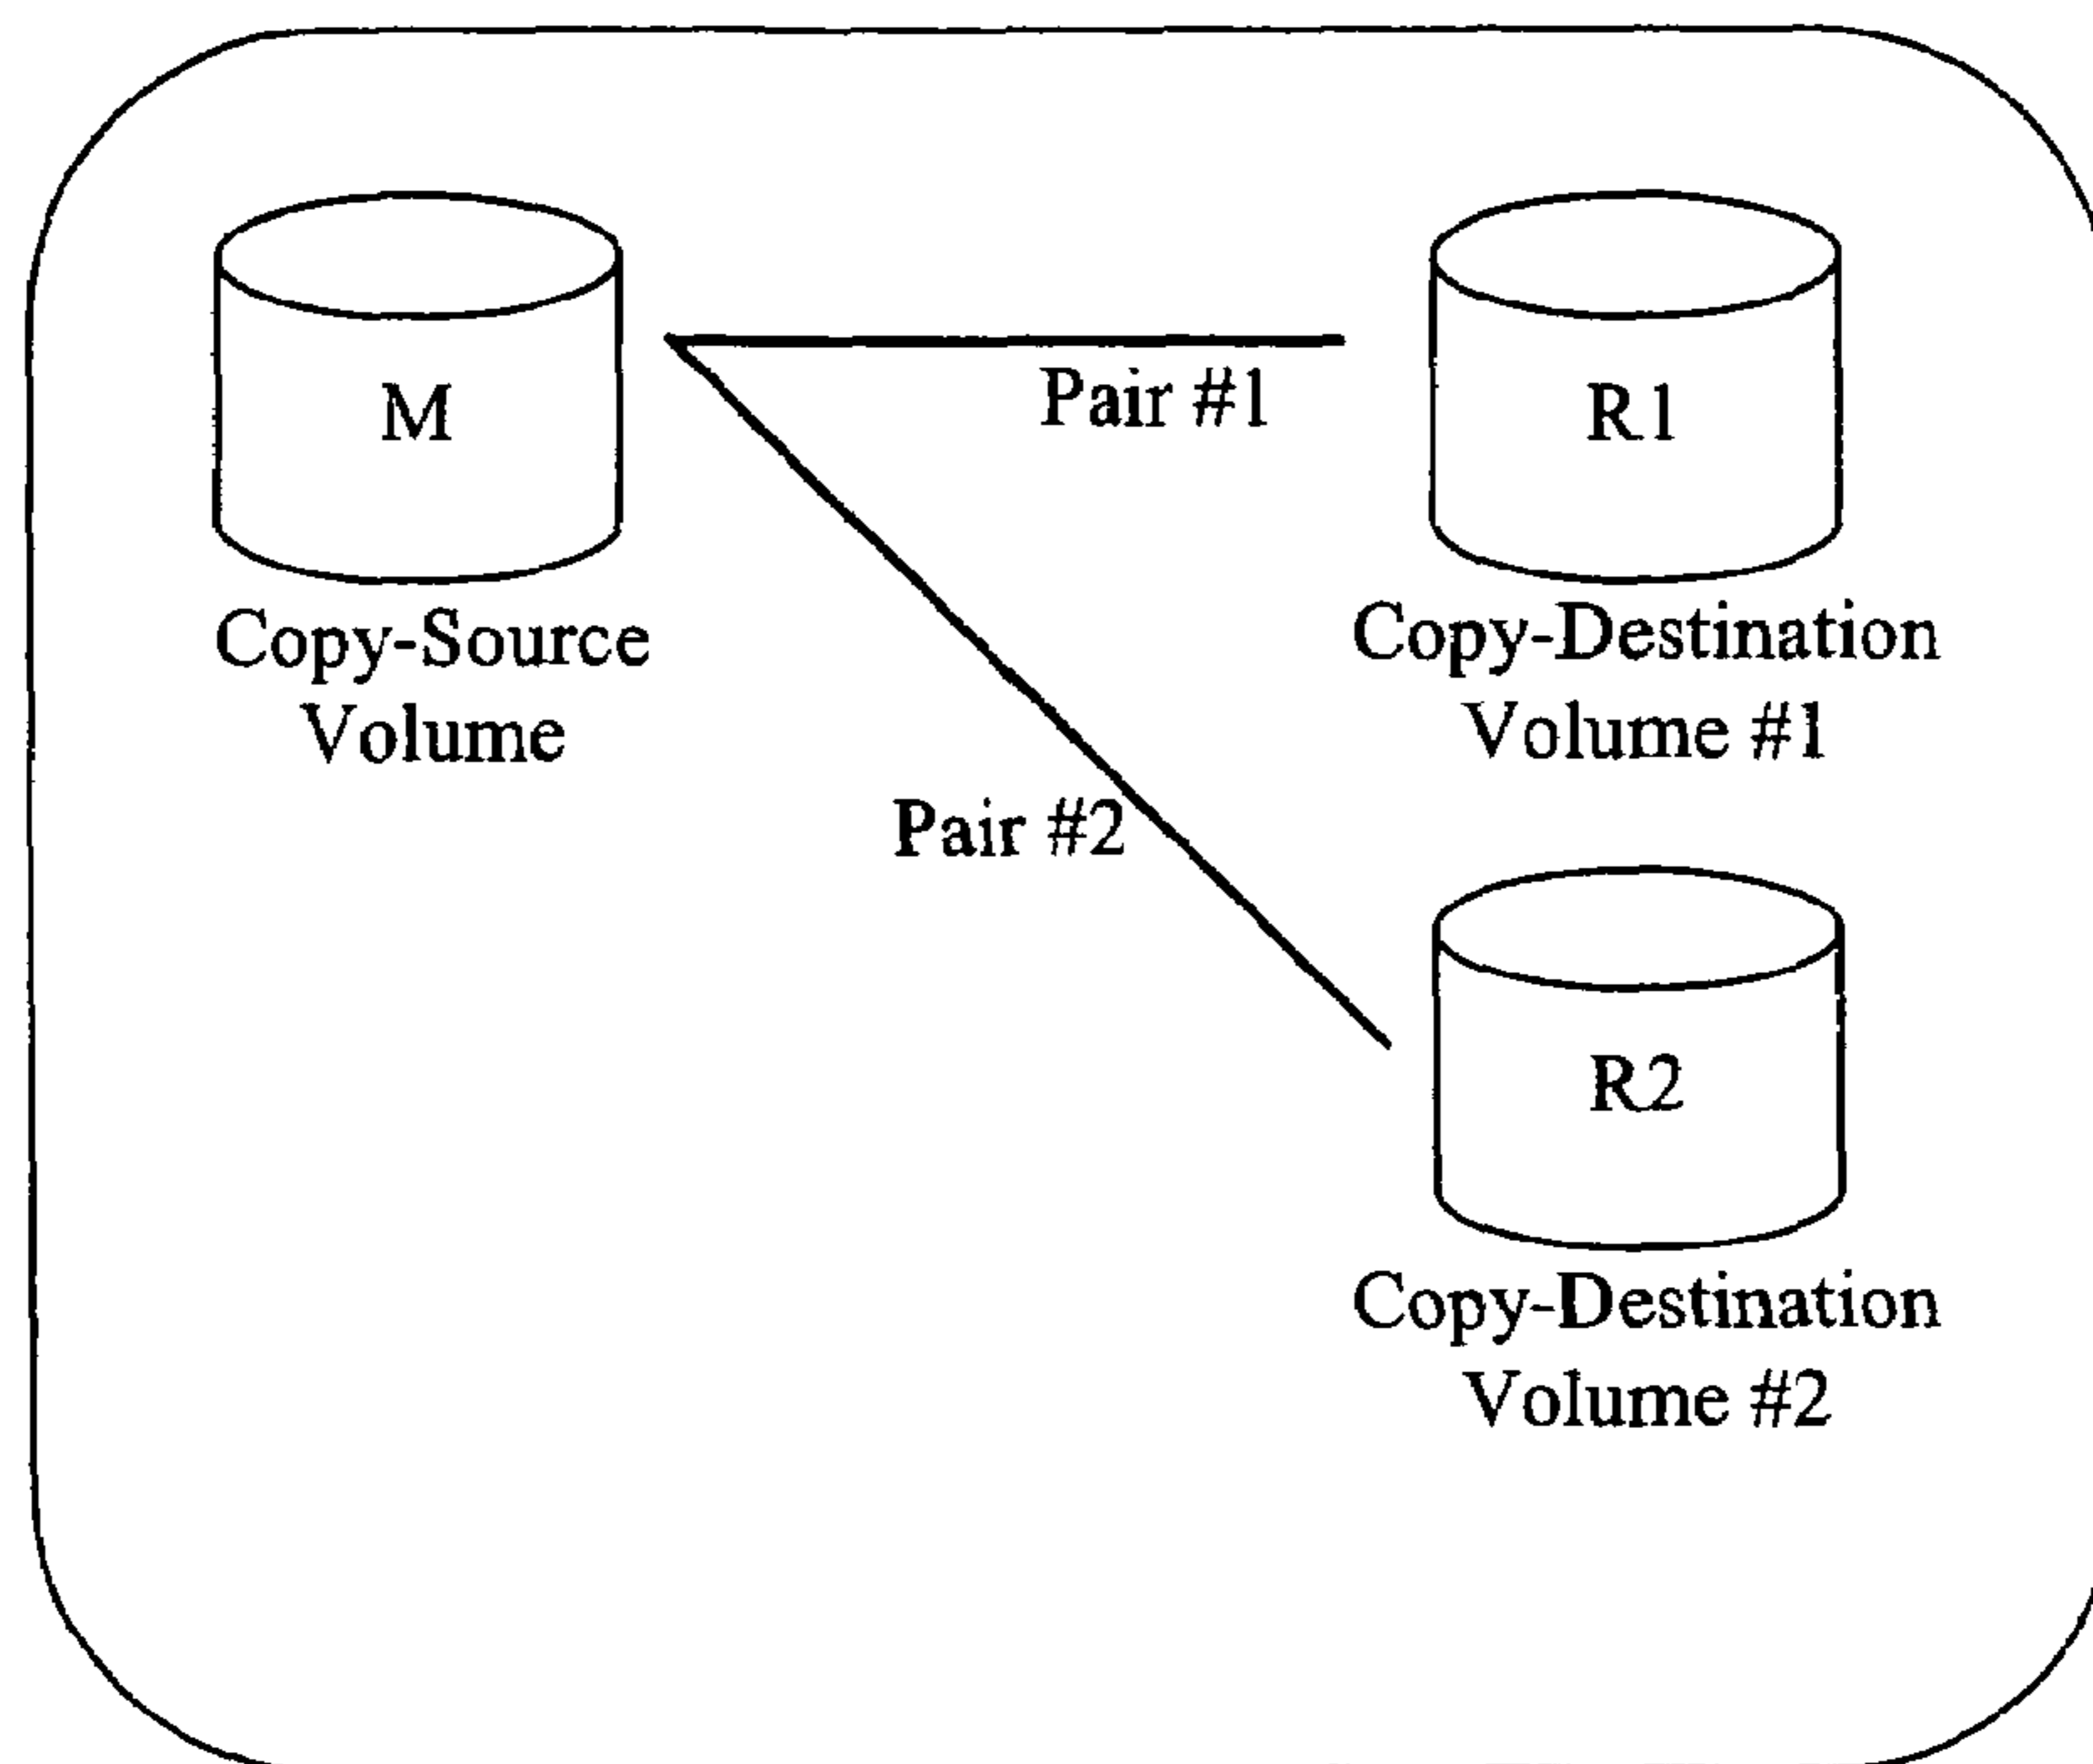 M
Pair #1
R1
Copy-Source
Volume
Copy-Destination
Volume #1
Pair #2
R2
Copy-Destination
Volume #2